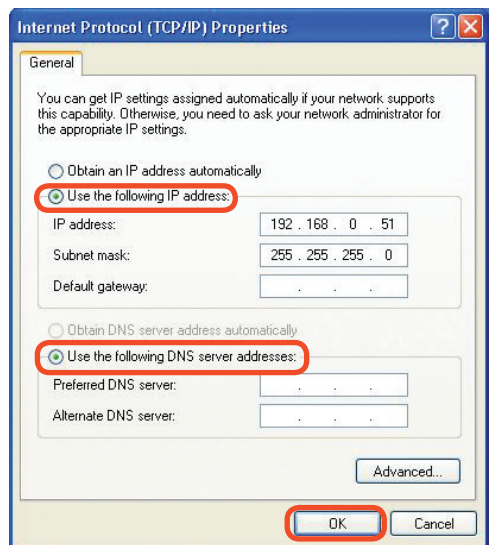 Internet Protocol (TCP/IP) Properties
General
You can get IP settings assigned automatically if your network supports
this capability. Otherwise, you need to ask your network administrator for
the appropriate IP settings.
Obtain an IP address automatically
Use the following IP address:
IP address: 192 . 168 . 0 . 51
Subnet mask: 255 . 255 . 255 . 0
Default gateway: . . .
Obtain DNS server address automatically
Use the following DNS server addresses:
Preferred DNS server: . . .
Alternate DNS server: . . .
Advanced...
OK Cancel